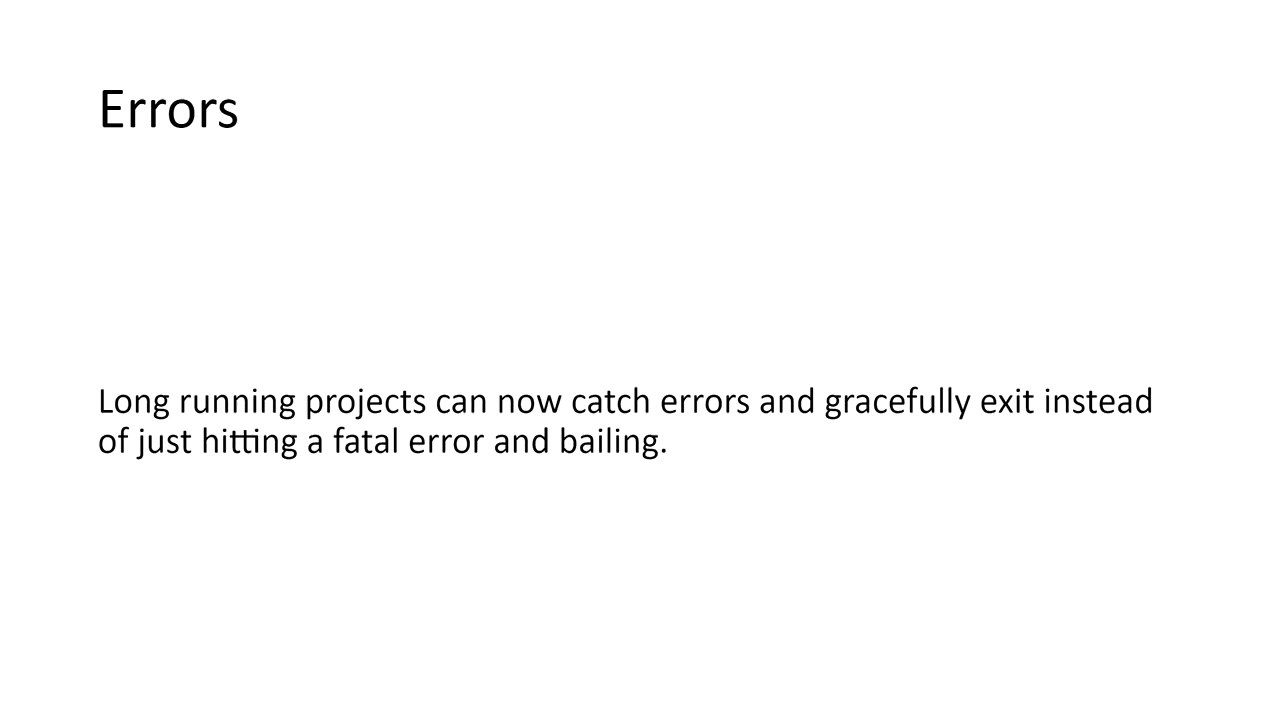 Errors
Long running projects can now catch errors and gracefully exit instead
of just hitting a fatal error and bailing.